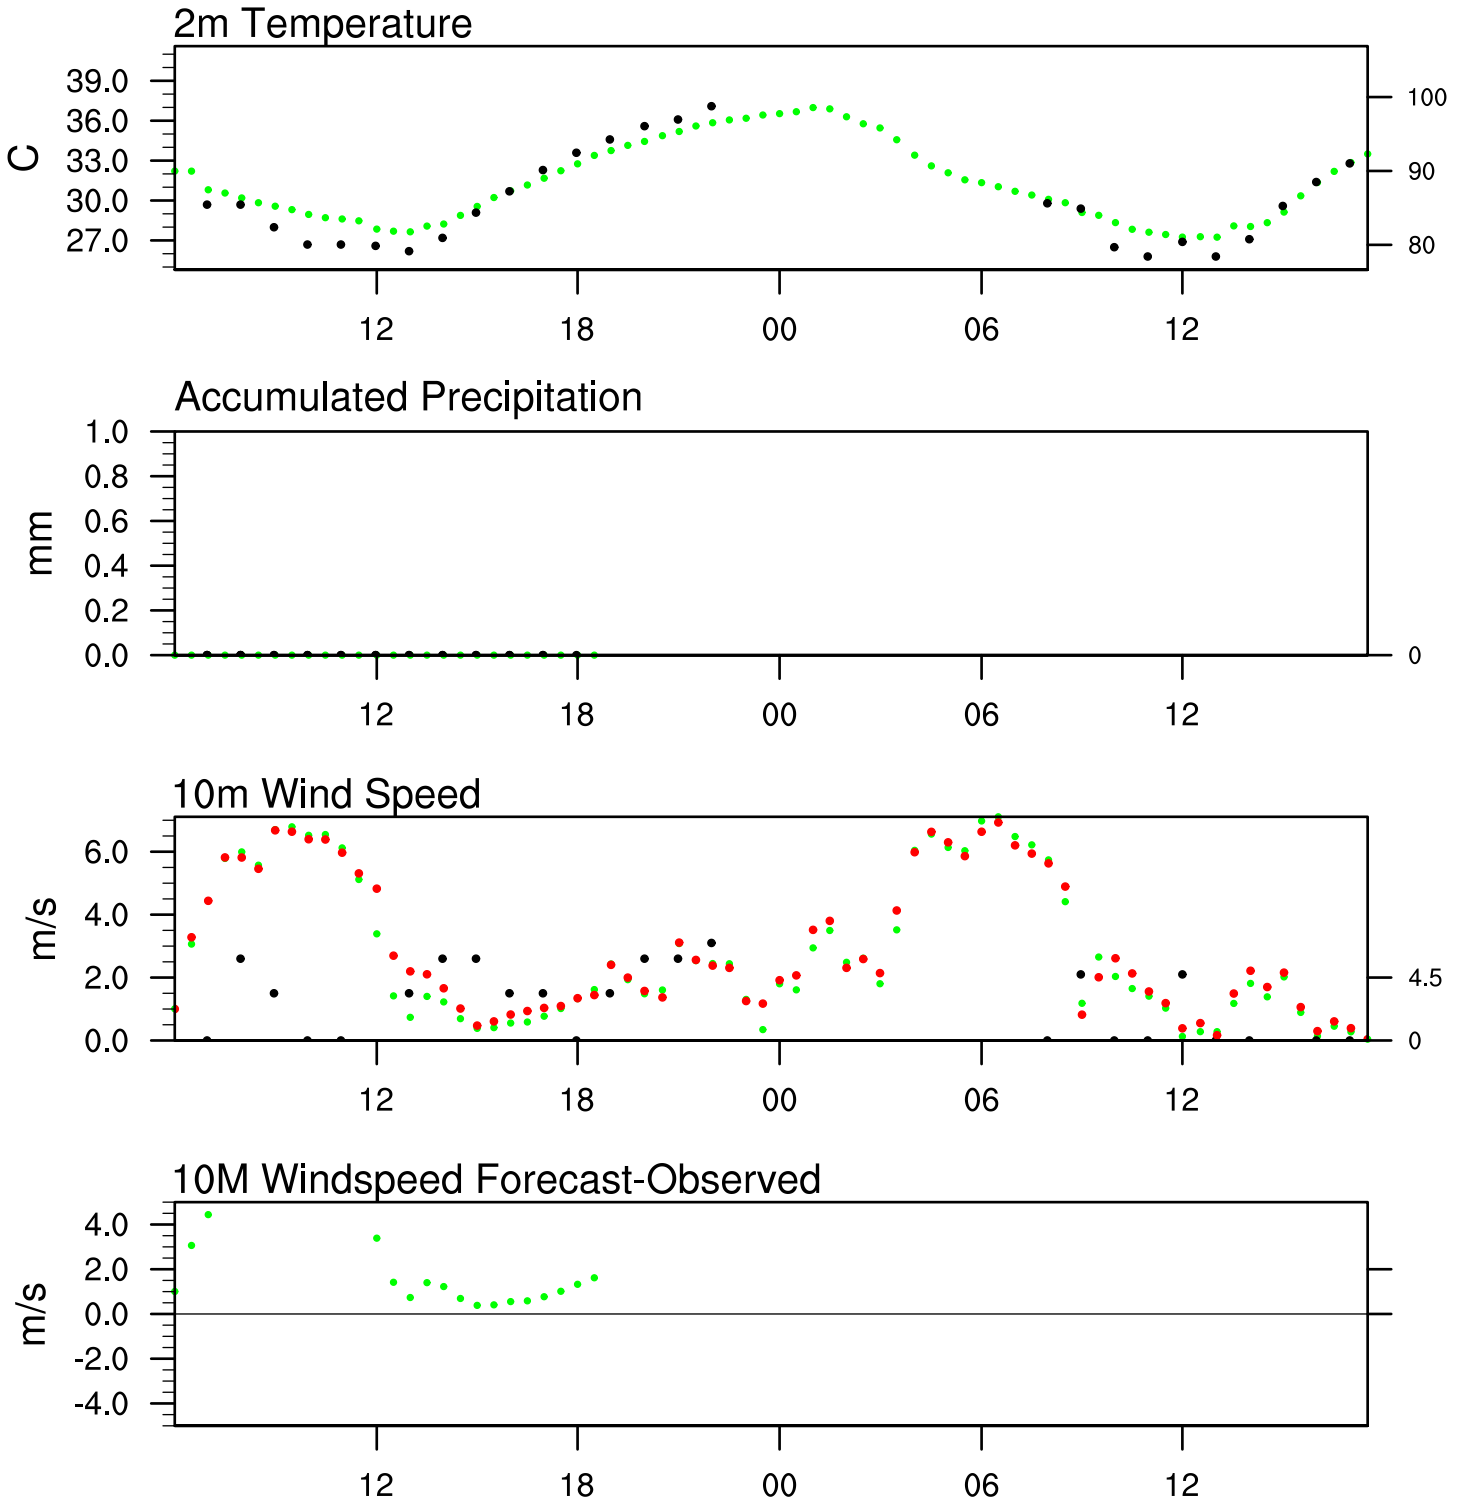 2m Temperature
39.0
36.0
33.0
30.0
27.0
C
100
90
80
12 18 00 06 12
Accumulated Precipitation
1.0
0.8
0.6
0.4
0.2
0.0
mm
0
12 18 00 06 12
10m Wind Speed
6.0
4.0
2.0
0.0
m/s
4.5
0
12 18 00 06 12
10M Windspeed Forecast-Observed
4.0
2.0
0.0
-2.0
-4.0
m/s
12 18 00 06 12